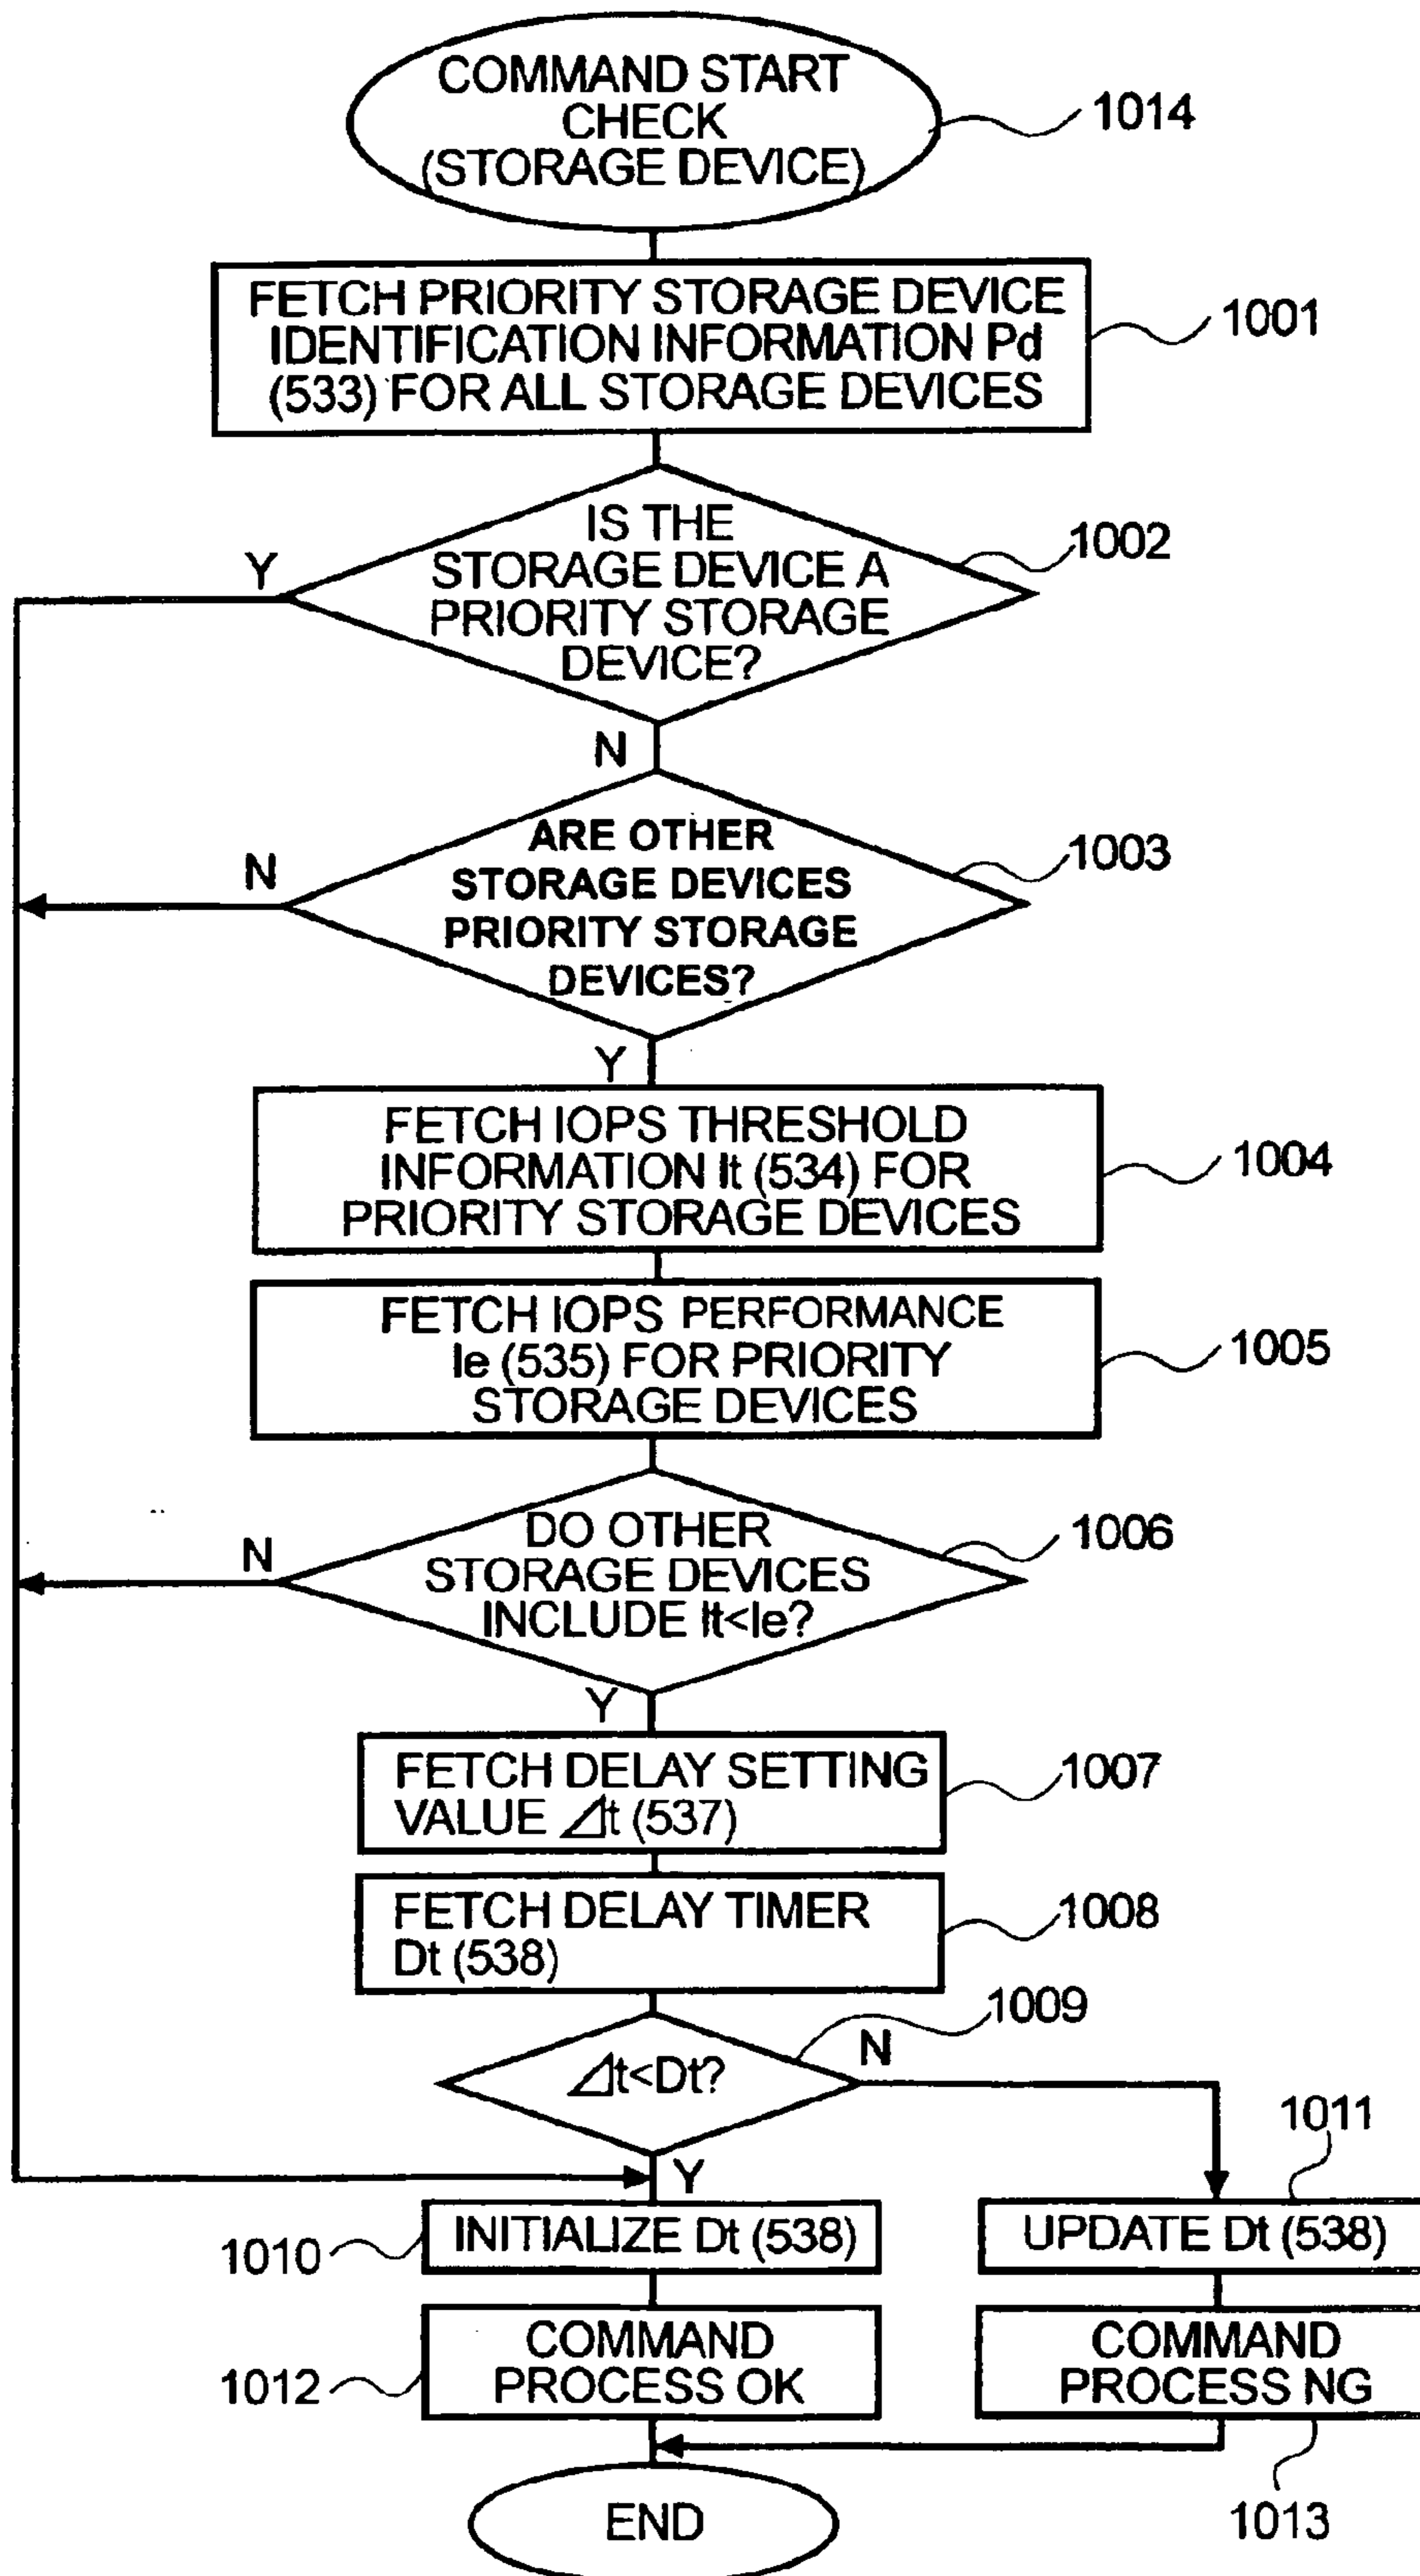 COMMAND START
CHECK
(STORAGE DEVICE)
1014
FETCH PRIORITY STORAGE DEVICE
IDENTIFICATION INFORMATION Pd
(533) FOR ALL STORAGE DEVICES
1001
IS THE
STORAGE DEVICE A
PRIORITY STORAGE
DEVICE?
1002
Y
N
ARE OTHER
STORAGE DEVICES
PRIORITY STORAGE
DEVICES?
1003
N
Y
FETCH IOPS THRESHOLD
INFORMATION It (534) FOR
PRIORITY STORAGE DEVICES
1004
FETCH IOPS PERFORMANCE
Ie (535) FOR PRIORITY
STORAGE DEVICES
1005
DO OTHER
STORAGE DEVICES
INCLUDE It<Ie?
1006
N
Y
FETCH DELAY SETTING
VALUE ⊿t (537)
1007
FETCH DELAY TIMER
Dt (538)
1008
⊿t<Dt?
1009
N
Y
INITIALIZE Dt (538)
1010
UPDATE Dt (538)
1011
COMMAND
PROCESS OK
1012
COMMAND
PROCESS NG
1013
END